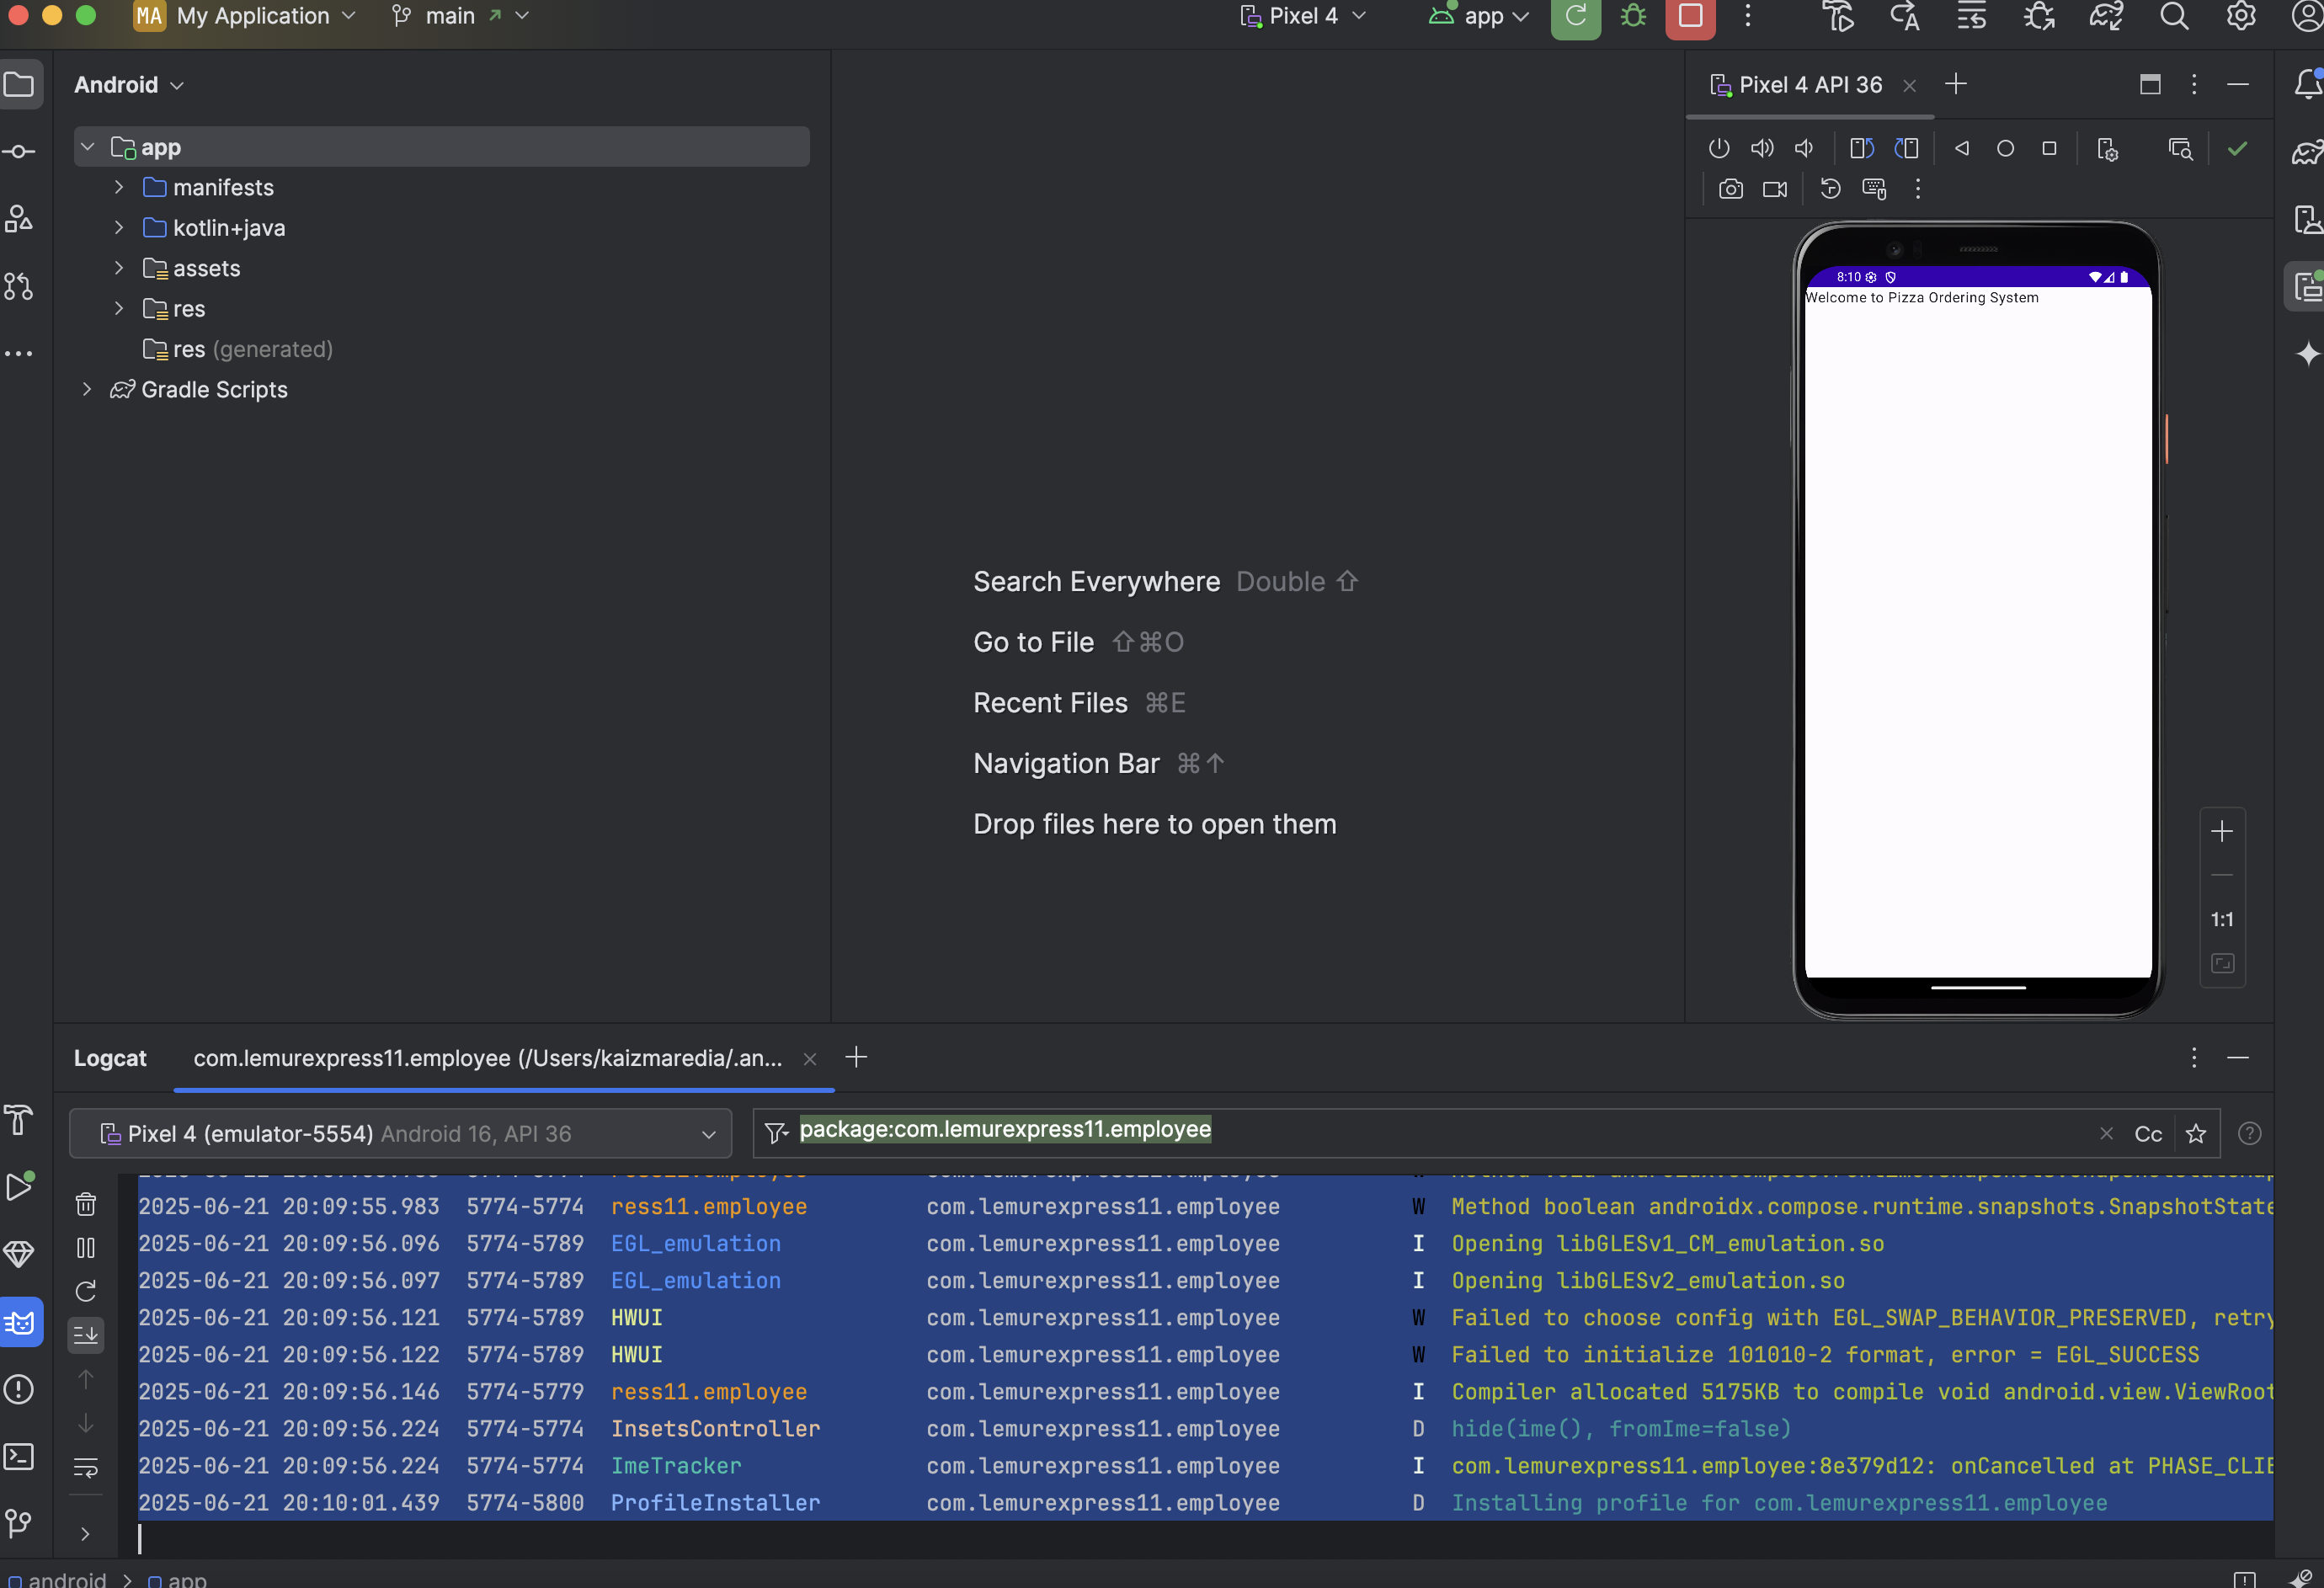 MA My Application main Pixel 4 app
Android
app
manifests
kotlin+java
assets
res
res (generated)
Gradle Scripts
Search Everywhere Double ⇧
Go to File ⇧⌘O
Recent Files ⌘E
Navigation Bar ⌘↑
Drop files here to open them
Pixel 4 API 36
8:10
Welcome to Pizza Ordering System
1:1
Logcat com.lemurexpress11.employee (/Users/kaizmaredia/.an...
Pixel 4 (emulator-5554) Android 16, API 36 package:com.lemurexpress11.employee Cc
2025-06-21 20:09:55.983 5774-5774 ress11.employee com.lemurexpress11.employee W Method boolean androidx.compose.runtime.snapshots.SnapshotState
2025-06-21 20:09:56.096 5774-5789 EGL_emulation com.lemurexpress11.employee I Opening libGLESv1_CM_emulation.so
2025-06-21 20:09:56.097 5774-5789 EGL_emulation com.lemurexpress11.employee I Opening libGLESv2_emulation.so
2025-06-21 20:09:56.121 5774-5789 HWUI com.lemurexpress11.employee W Failed to choose config with EGL_SWAP_BEHAVIOR_PRESERVED, retry
2025-06-21 20:09:56.122 5774-5789 HWUI com.lemurexpress11.employee W Failed to initialize 101010-2 format, error = EGL_SUCCESS
2025-06-21 20:09:56.146 5774-5779 ress11.employee com.lemurexpress11.employee I Compiler allocated 5175KB to compile void android.view.ViewRoot
2025-06-21 20:09:56.224 5774-5774 InsetsController com.lemurexpress11.employee D hide(ime(), fromIme=false)
2025-06-21 20:09:56.224 5774-5774 ImeTracker com.lemurexpress11.employee I com.lemurexpress11.employee:8e379d12: onCancelled at PHASE_CLIE
2025-06-21 20:10:01.439 5774-5800 ProfileInstaller com.lemurexpress11.employee D Installing profile for com.lemurexpress11.employee
android > app